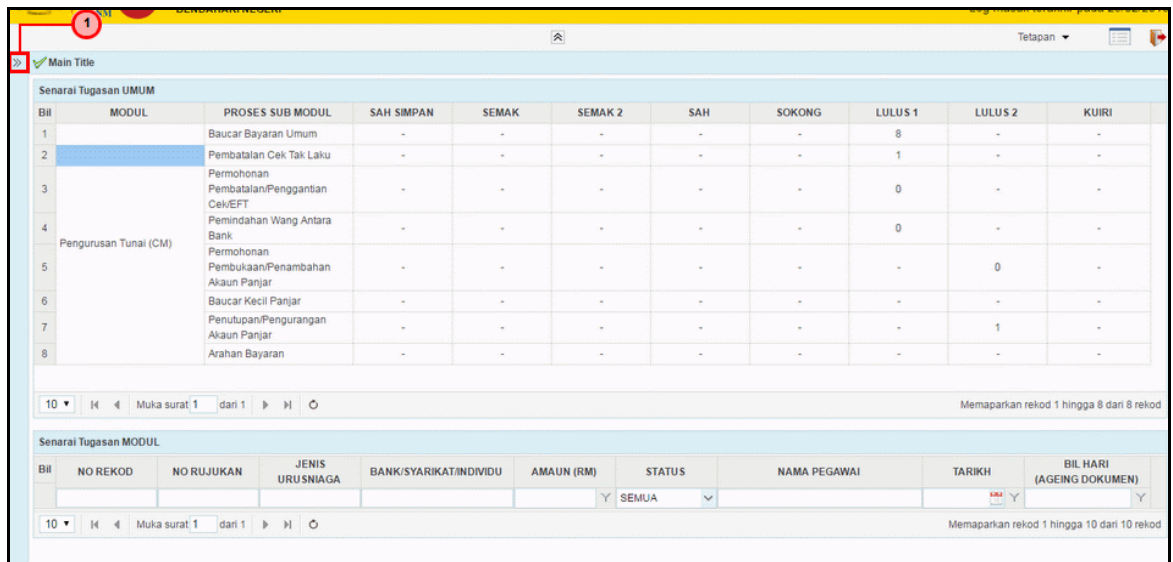 BENDAHARI NEGERI
1
Tetapan
Main Title
Senarai Tugasan UMUM
Bil MODUL PROSES SUB MODUL SAH SIMPAN SEMAK SEMAK 2 SAH SOKONG LULUS 1 LULUS 2 KUIRI
1 Baucar Bayaran Umum - - - - - 8 - -
2 Pembatalan Cek Tak Laku - - - - - 1 - -
Permohonan
3 Pembatalan/Penggantian - - - - - 0 - -
Cek/EFT
4 Pemindahan Wang Antara - - - - - 0 - -
Bank
Pengurusan Tunai (CM)
Permohonan
5 Pembukaan/Penambahan - - - - - - 0 -
Akaun Panjar
6 Baucar Kecil Panjar - - - - - - - -
7 Penutupan/Pengurangan - - - - - - 1 -
Akaun Panjar
8 Arahan Bayaran - - - - - - - -
10 Muka surat 1 dari 1 Memaparkan rekod 1 hingga 8 dari 8 rekod
Senarai Tugasan MODUL
Bil NO REKOD NO RUJUKAN JENIS URUSNIAGA BANK/SYARIKAT/INDIVIDU AMAUN (RM) STATUS NAMA PEGAWAI TARIKH BIL HARI (AGEING DOKUMEN)
SEMUA
10 Muka surat 1 dari 1 Memaparkan rekod 1 hingga 10 dari 10 rekod